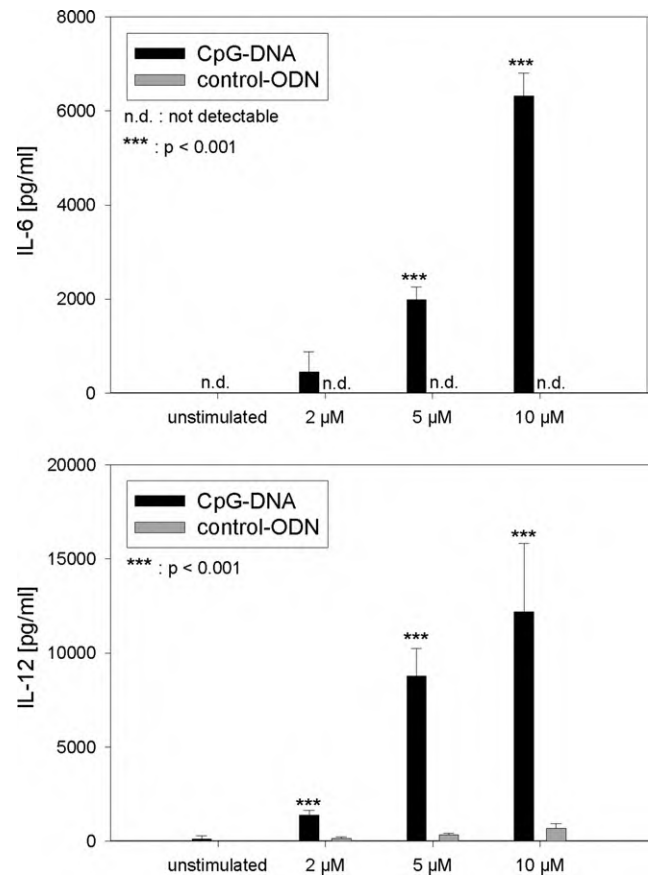 8000
CpG-DNA
control-ODN
n.d. : not detectable
*** : p < 0.001
***
6000
IL-6 [pg/ml]
4000
***
2000
n.d.
n.d.
n.d.
n.d.
0
unstimulated
2 µM
5 µM
10 µM
20000
CpG-DNA
control-ODN
*** : p < 0.001
***
15000
IL-12 [pg/ml]
***
10000
5000
***
0
unstimulated
2 µM
5 µM
10 µM